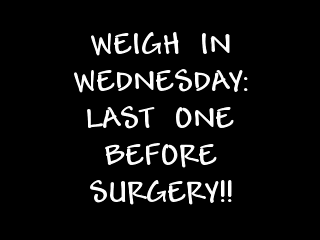 WEIGH IN
WEDNESDAY:
LAST ONE
BEFORE
SURGERY!!